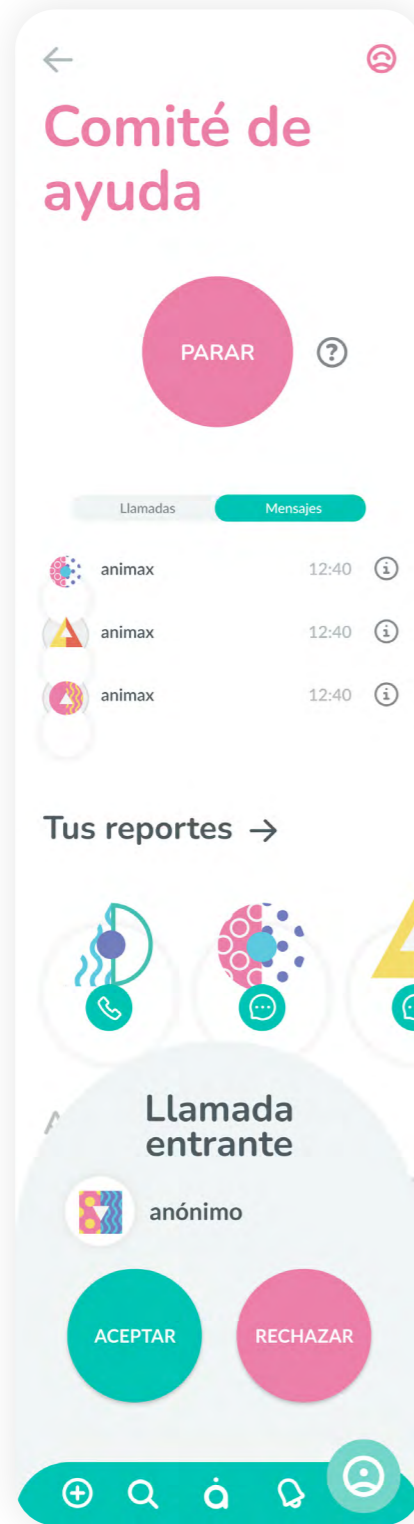 Comité de
ayuda
PARAR
?
Llamadas
Mensajes
animax 12:40 i
animax 12:40 i
animax 12:40 i
Tus reportes →
Llamada
entrante
anónimo
ACEPTAR
RECHAZAR